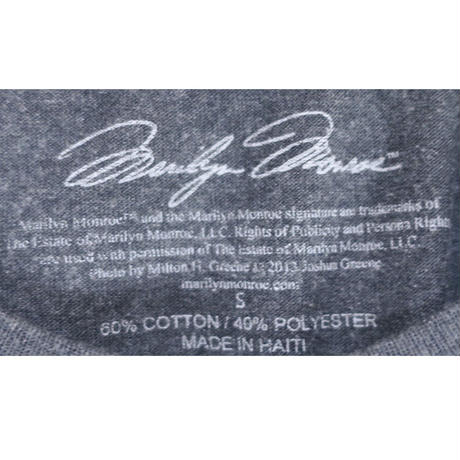 Marilyn Monroe™
Marilyn Monroe™ and the Marilyn Monroe signature are trademarks of
The Estate of Marilyn Monroe, LLC. Rights of Publicity and Persona Rights
are used with permission of The Estate of Marilyn Monroe, LLC.
Photo by Milton H. Greene © 2013 Joshua Greene
marilynmonroe.com
S
60% COTTON / 40% POLYESTER
MADE IN HAITI